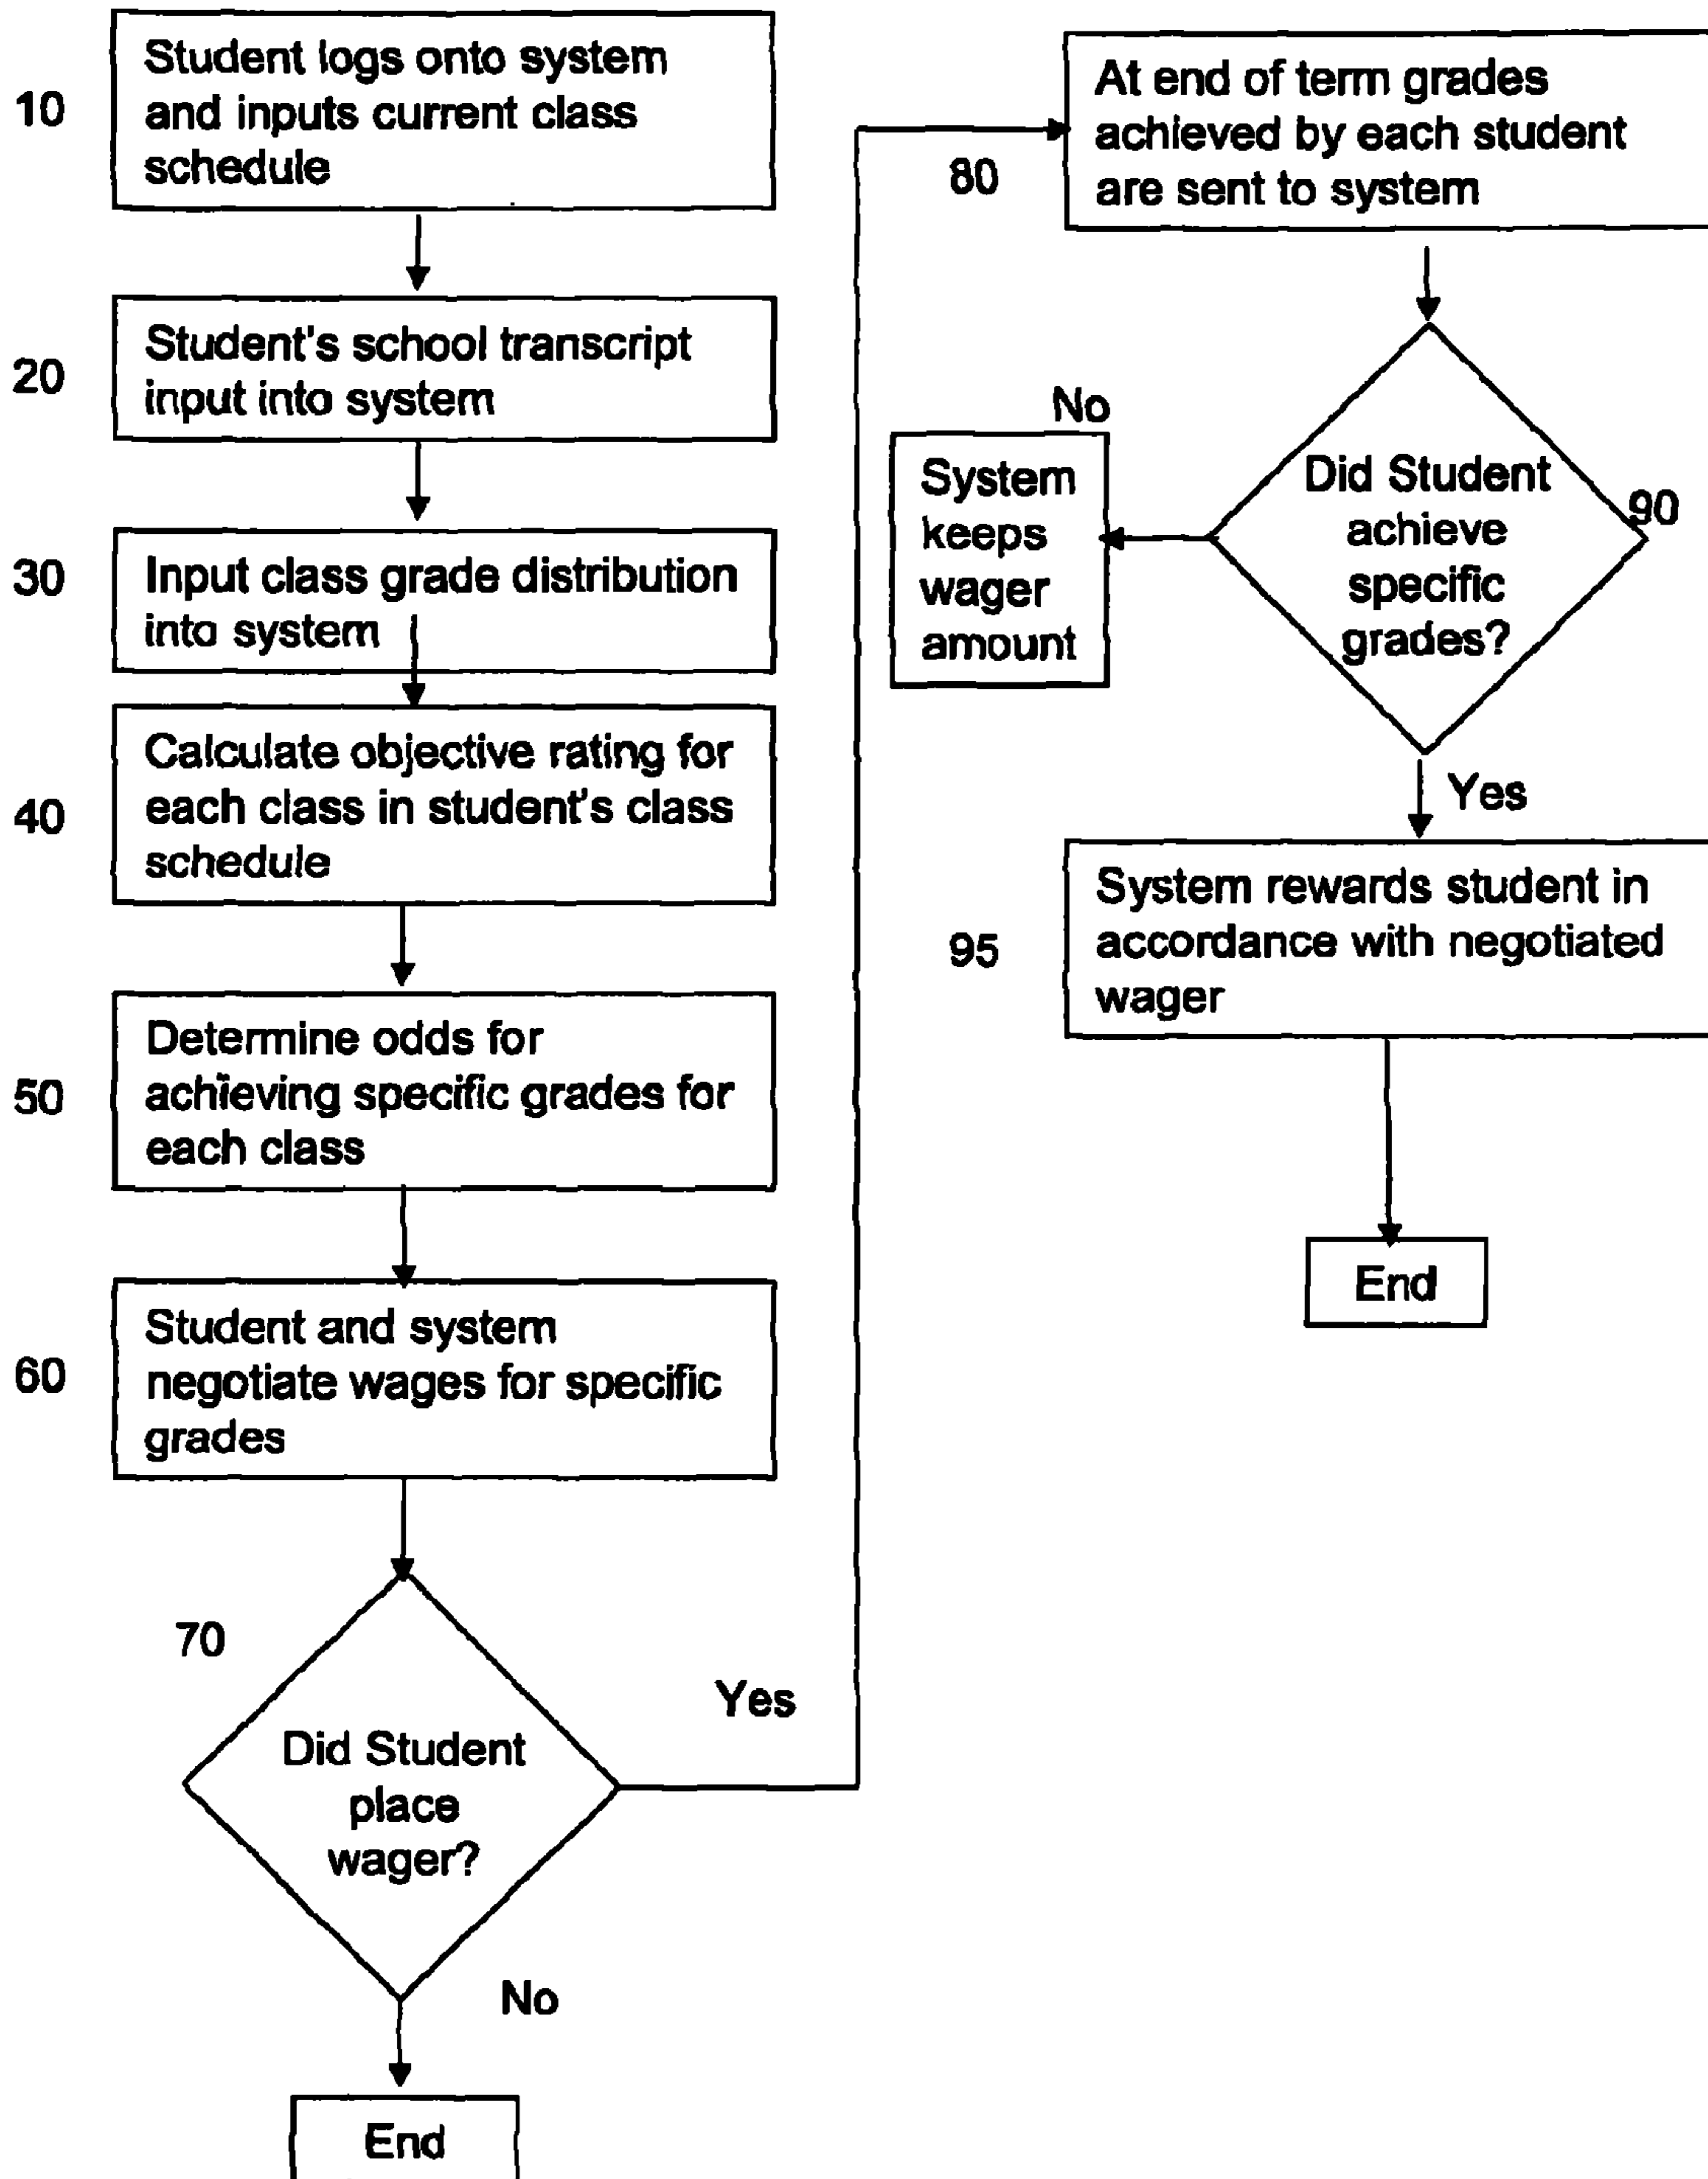 10
Student logs onto system
and inputs current class
schedule
20
Student's school transcript
input into system
30
Input class grade distribution
into system
40
Calculate objective rating for
each class in student's class
schedule
50
Determine odds for
achieving specific grades for
each class
60
Student and system
negotiate wages for specific
grades
70
Did Student
place
wager?
Yes
No
End
80
At end of term grades
achieved by each student
are sent to system
90
Did Student
achieve
specific
grades?
No
System
keeps
wager
amount
Yes
95
System rewards student in
accordance with negotiated
wager
End